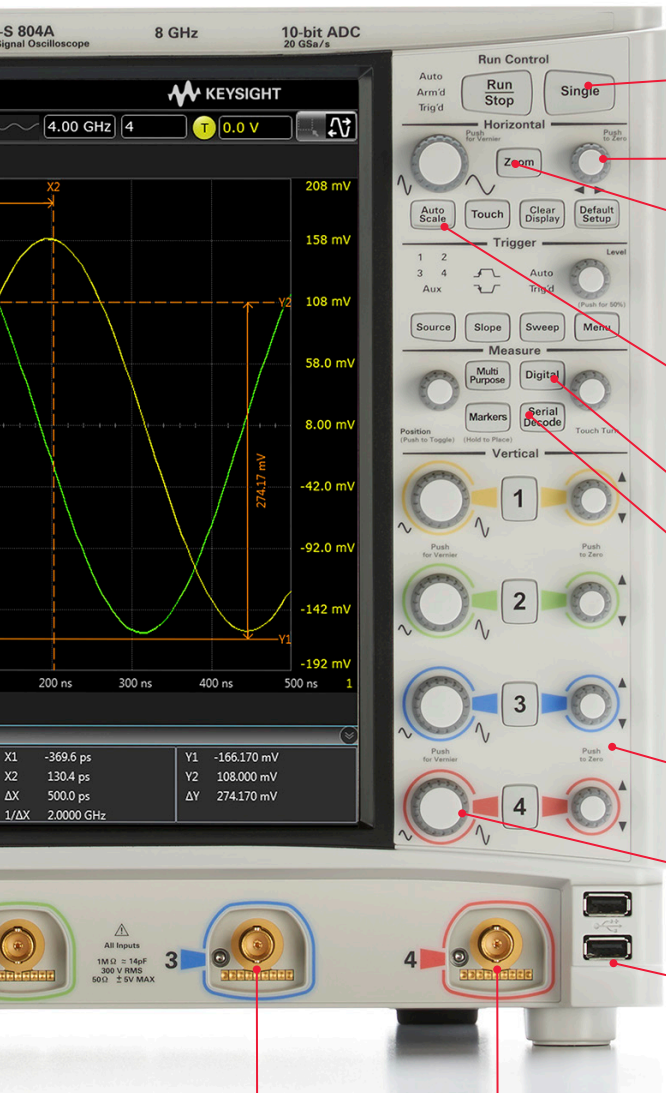 -S 804A
Signal Oscilloscope
8 GHz
10-bit ADC
20 GSa/s
KEYSIGHT
4.00 GHz
4
T
0.0 V
X2
208 mV
158 mV
Y2
108 mV
58.0 mV
8.00 mV
274.17 mV
-42.0 mV
-92.0 mV
-142 mV
Y1
-192 mV
200 ns
300 ns
400 ns
500 ns
1
X1 -369.6 ps
X2 130.4 ps
ΔX 500.0 ps
1/ΔX 2.0000 GHz
Y1 -166.170 mV
Y2 108.000 mV
ΔY 274.170 mV
Run Control
Auto
Arm'd
Trig'd
Run
Stop
Single
Horizontal
Push
for Vernier
Zoom
Push
to Zero
Auto
Scale
Touch
Clear
Display
Default
Setup
Trigger
1 2
3 4
Aux
Auto
Trig'd
Level
(Push for 50%)
Source
Slope
Sweep
Menu
Measure
Multi
Purpose
Digital
Markers
Serial
Decode
Position
(Push to Toggle)
(Hold to Place)
Touch Turn
Vertical
1
Push
for Vernier
Push
to Zero
2
3
Push
for Vernier
Push
to Zero
4
All Inputs
1MΩ = 14pF
300 V RMS
50Ω ± 5V MAX
3
4